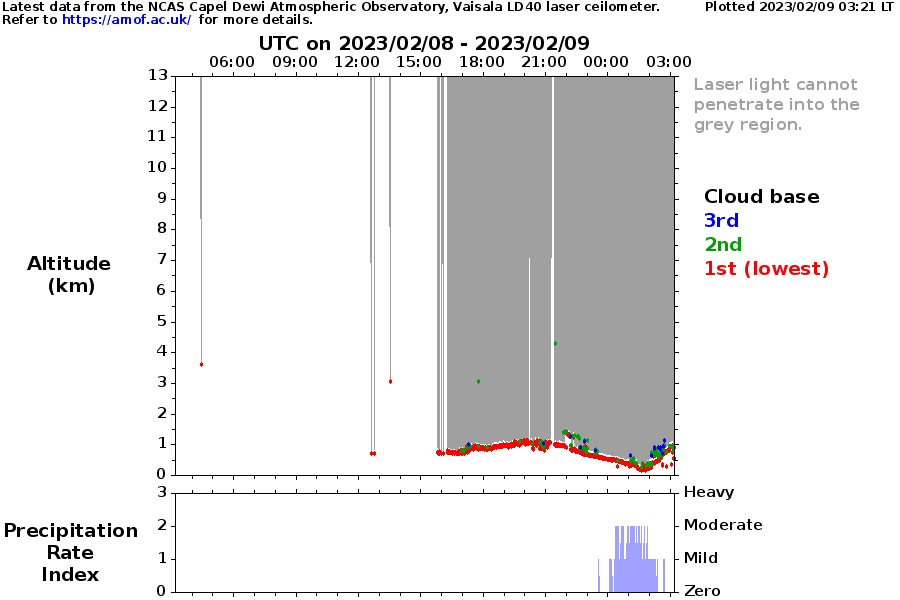 Latest data from the NCAS Capel Dewi Atmospheric Observatory, Vaisala LD40 laser ceilometer. Plotted 2023/02/09 03:21 LT
Refer to https://amof.ac.uk/ for more details.
UTC on 2023/02/08 - 2023/02/09
06:00 09:00 12:00 15:00 18:00 21:00 00:00 03:00
13
12
11
10
9
8
7
6
5
4
3
2
1
0
Altitude
(km)
Laser light cannot
penetrate into the
grey region.
Cloud base
3rd
2nd
1st (lowest)
3 Heavy
2 Moderate
1 Mild
0 Zero
Precipitation
Rate
Index